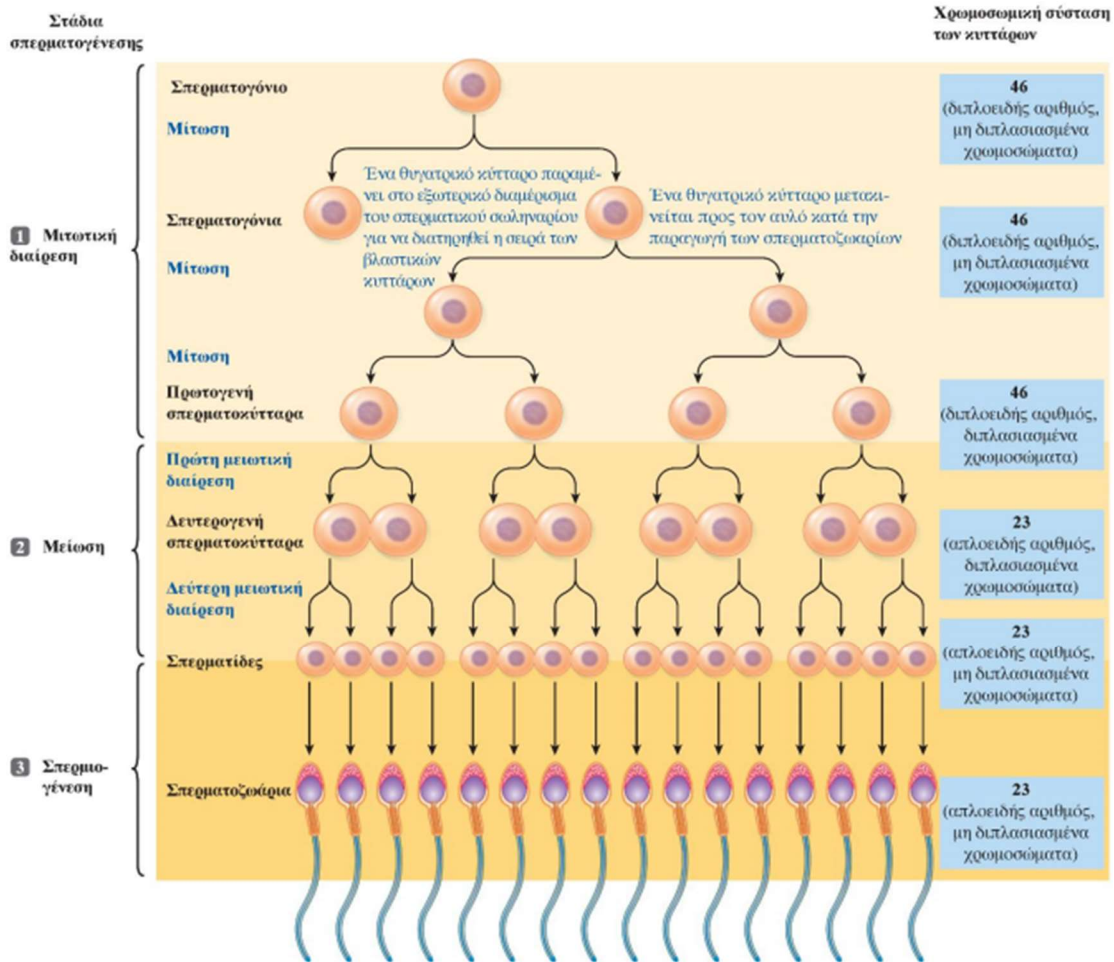 Στάδια
σπερματογένεσης
Χρωμοσωμική σύσταση
των κυττάρων
Σπερματογόνιο
46
(διπλοειδής αριθμός,
μη διπλασιασμένα
χρωμοσώματα)
Μίτωση
Ένα θυγατρικό κύτταρο παραμέ-
νει στο εξωτερικό διαμέρισμα
του σπερματικού σωληναρίου
για να διατηρηθεί η σειρά των
βλαστικών
κυττάρων
Ένα θυγατρικό κύτταρο μετακι-
νείται προς τον αυλό κατά την
παραγωγή των σπερματοζωαρίων
Σπερματογόνια
46
(διπλοειδής αριθμός,
μη διπλασιασμένα
χρωμοσώματα)
1 Μιτωτική
διαίρεση
Μίτωση
Μίτωση
Πρωτογενή
σπερματοκύτταρα
46
(διπλοειδής αριθμός,
διπλασιασμένα
χρωμοσώματα)
Πρώτη μειωτική
διαίρεση
2 Μείωση
Δευτερογενή
σπερματοκύτταρα
23
(απλοειδής αριθμός,
διπλασιασμένα
χρωμοσώματα)
Δεύτερη μειωτική
διαίρεση
Σπερματίδες
23
(απλοειδής αριθμός,
μη διπλασιασμένα
χρωμοσώματα)
3 Σπερμιο-
γένεση
Σπερματοζωάρια
23
(απλοειδής αριθμός,
μη διπλασιασμένα
χρωμοσώματα)